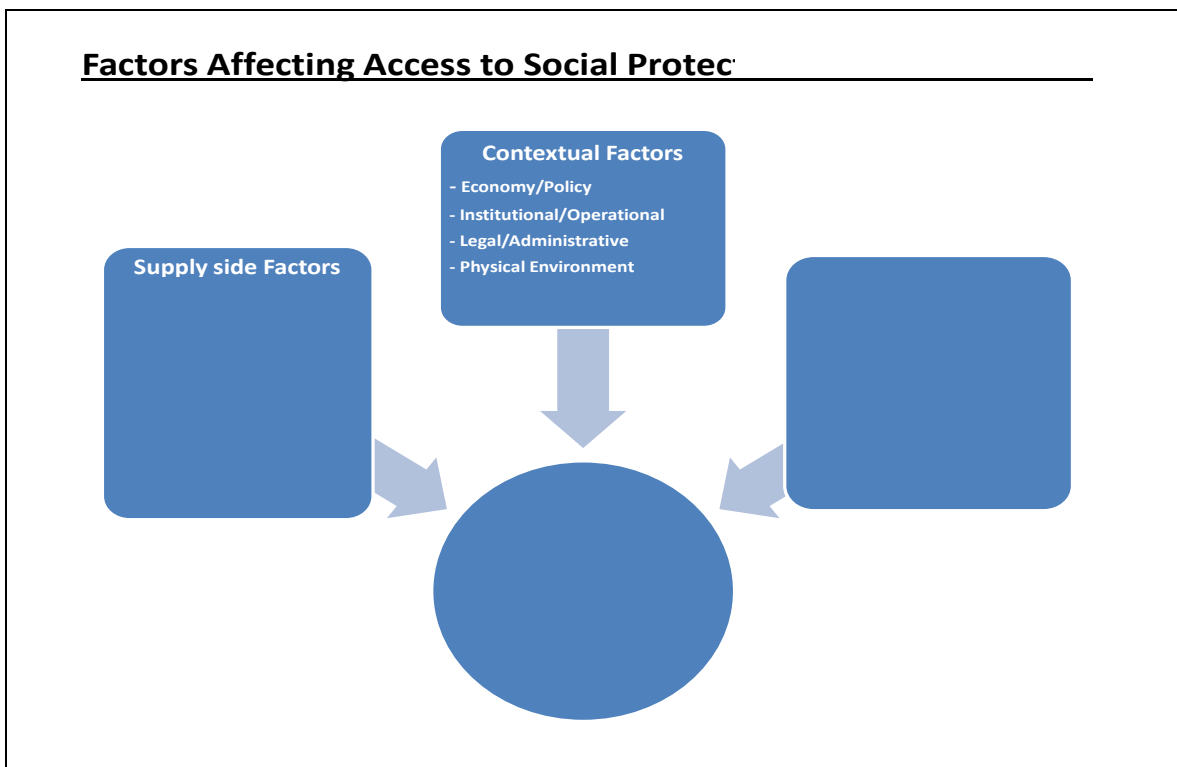 Factors Affecting Access to Social Protec
Contextual Factors
- Economy/Policy
- Institutional/Operational
- Legal/Administrative
- Physical Environment
Supply side Factors